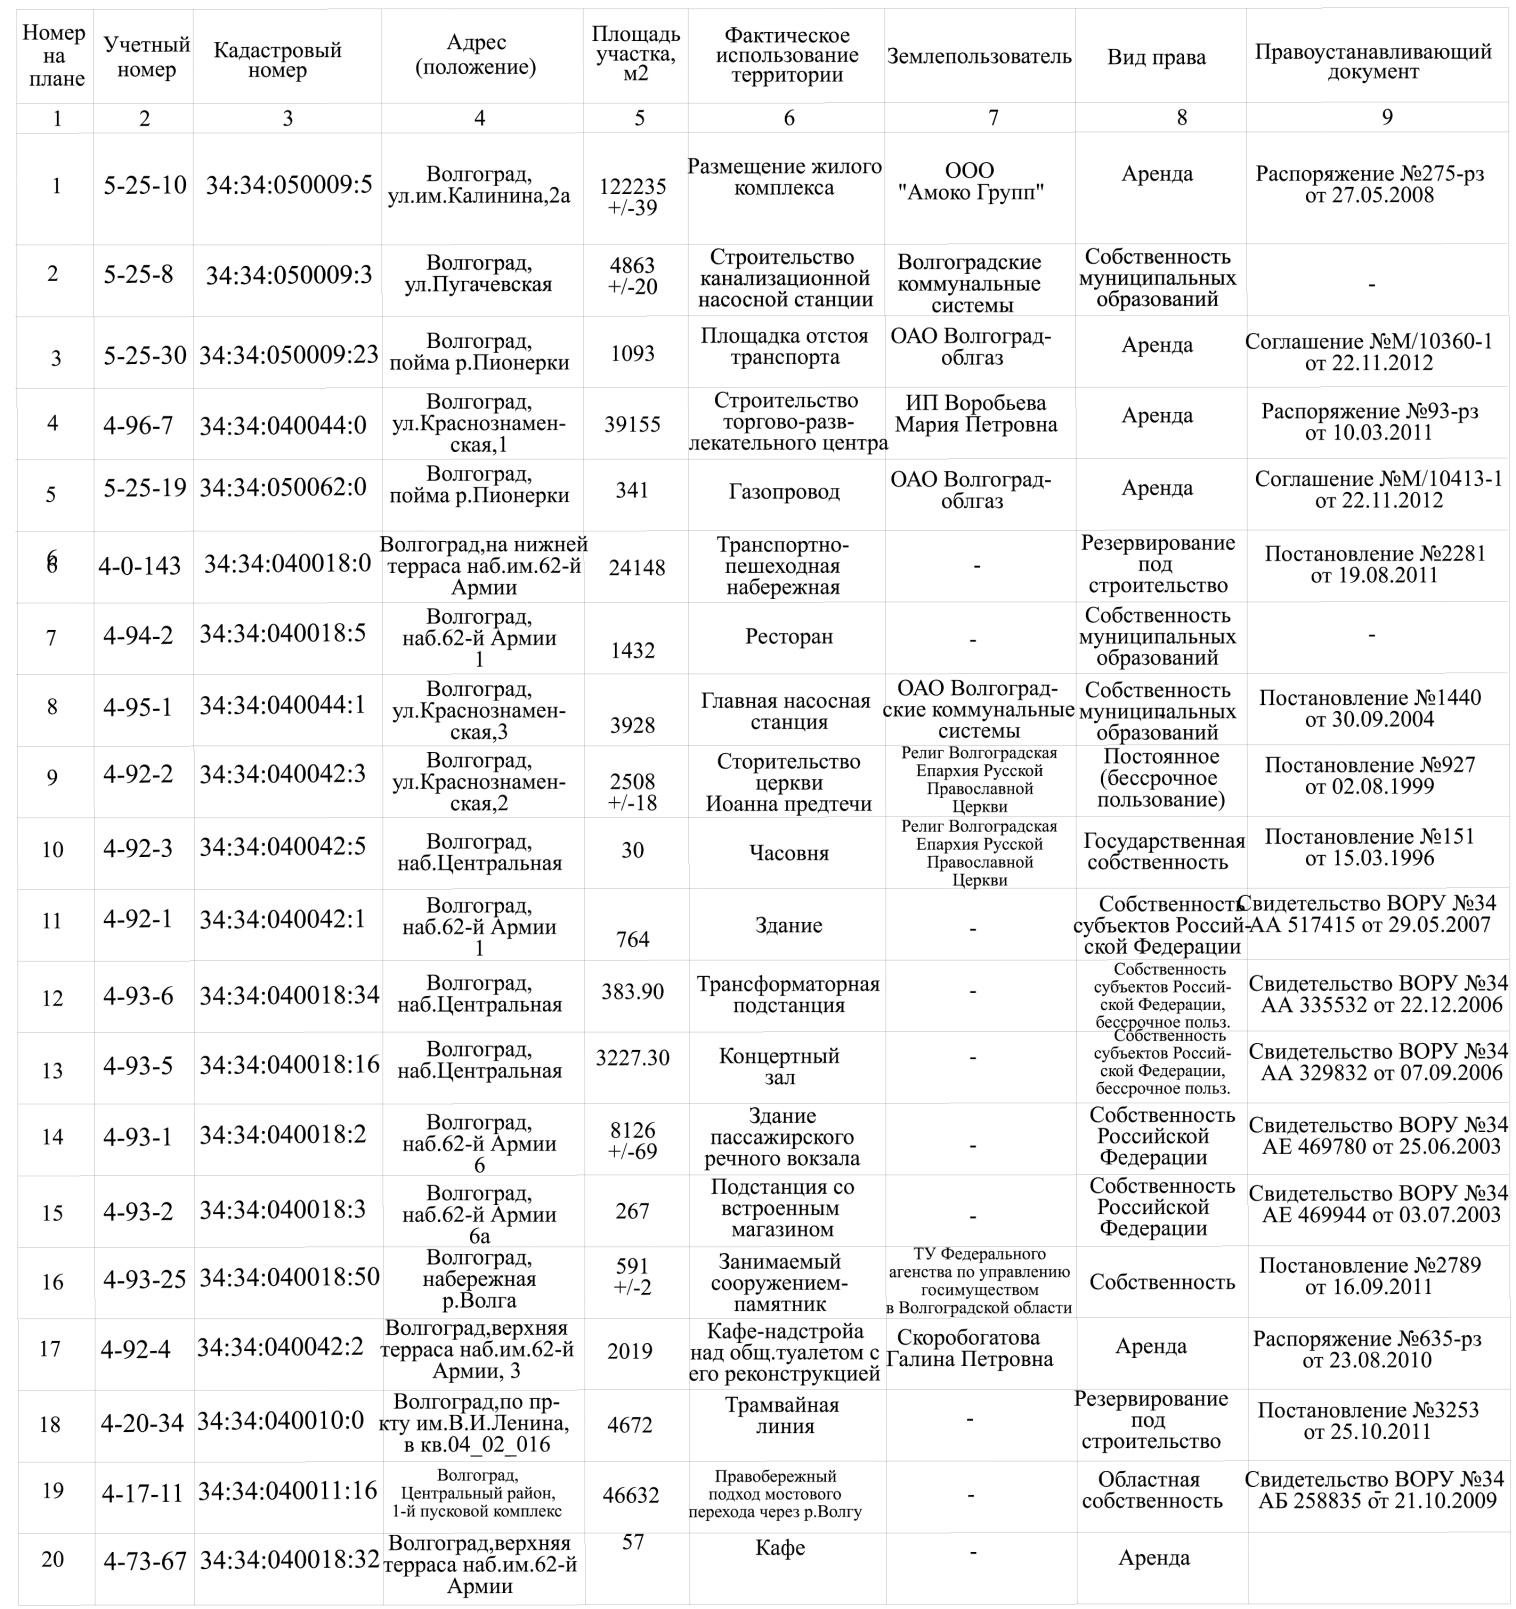 Номер на плане
Учетный номер
Кадастровый номер
Адрес (положение)
Площадь участка, м2
Фактическое использование территории
Землепользователь
Вид права
Правоустанавливающий документ
1 2 3 4 5 6 7 8 9
1 5-25-10 34:34:050009:5 Волгоград, ул.им.Калинина,2а 122235 +/-39 Размещение жилого комплекса ООО "Амоко Групп" Аренда Распоряжение №275-рз от 27.05.2008
2 5-25-8 34:34:050009:3 Волгоград, ул.Пугачевская 4863 +/-20 Строительство канализационной насосной станции Волгоградские коммунальные системы Собственность муниципальных образований -
3 5-25-30 34:34:050009:23 Волгоград, пойма р.Пионерки 1093 Площадка отстоя транспорта ОАО Волгоград-облгаз Аренда Соглашение №М/10360-1 от 22.11.2012
4 4-96-7 34:34:040044:0 Волгоград, ул.Краснознамен-ская,1 39155 Строительство торгово-разв-лекательного центра ИП Воробьева Мария Петровна Аренда Распоряжение №93-рз от 10.03.2011
5 5-25-19 34:34:050062:0 Волгоград, пойма р.Пионерки 341 Газопровод ОАО Волгоград-облгаз Аренда Соглашение №М/10413-1 от 22.11.2012
6 4-0-143 34:34:040018:0 Волгоград,на нижней терраса наб.им.62-й Армии 24148 Транспортно-пешеходная набережная - Резервирование под строительство Постановление №2281 от 19.08.2011
7 4-94-2 34:34:040018:5 Волгоград, наб.62-й Армии 1 1432 Ресторан - Собственность муниципальных образований -
8 4-95-1 34:34:040044:1 Волгоград, ул.Краснознамен-ская,3 3928 Главная насосная станция ОАО Волгоград-ские коммунальные системы Собственность муниципальных образований Постановление №1440 от 30.09.2004
9 4-92-2 34:34:040042:3 Волгоград, ул.Краснознамен-ская,2 2508 +/-18 Сторительство церкви Иоанна предтечи Религ Волгоградская Епархия Русской Православной Церкви Постоянное (бессрочное пользование) Постановление №927 от 02.08.1999
10 4-92-3 34:34:040042:5 Волгоград, наб.Центральная 30 Часовня Религ Волгоградская Епархия Русской Православной Церкви Государственная собственность Постановление №151 от 15.03.1996
11 4-92-1 34:34:040042:1 Волгоград, наб.62-й Армии 1 764 Здание - Собственность субъектов Россий-ской Федерации Свидетельство ВОРУ №34 АА 517415 от 29.05.2007
12 4-93-6 34:34:040018:34 Волгоград, наб.Центральная 383.90 Трансформаторная подстанция - Собственность субъектов Россий-ской Федерации, бессрочное польз. Свидетельство ВОРУ №34 АА 335532 от 22.12.2006
13 4-93-5 34:34:040018:16 Волгоград, наб.Центральная 3227.30 Концертный зал - Собственность субъектов Россий-ской Федерации, бессрочное польз. Свидетельство ВОРУ №34 АА 329832 от 07.09.2006
14 4-93-1 34:34:040018:2 Волгоград, наб.62-й Армии 6 8126 +/-69 Здание пассажирского речного вокзала - Собственность Российской Федерации Свидетельство ВОРУ №34 АЕ 469780 от 25.06.2003
15 4-93-2 34:34:040018:3 Волгоград, наб.62-й Армии 6а 267 Подстанция со встроенным магазином - Собственность Российской Федерации Свидетельство ВОРУ №34 АЕ 469944 от 03.07.2003
16 4-93-25 34:34:040018:50 Волгоград, набережная р.Волга 591 +/-2 Занимаемый сооружением-памятник ТУ Федерального агенства по управлению госимуществом в Волгоградской области Собственность Постановление №2789 от 16.09.2011
17 4-92-4 34:34:040042:2 Волгоград,верхняя терраса наб.им.62-й Армии, 3 2019 Кафе-надстройа над общ.туалетом с его реконструкцией Скоробогатова Галина Петровна Аренда Распоряжение №635-рз от 23.08.2010
18 4-20-34 34:34:040010:0 Волгоград,по пр-кту им.В.И.Ленина, в кв.04_02_016 4672 Трамвайная линия - Резервирование под строительство Постановление №3253 от 25.10.2011
19 4-17-11 34:34:040011:16 Волгоград, Центральный район, 1-й пусковой комплекс 46632 Правобережный подход мостового перехода через р.Волгу - Областная собственность Свидетельство ВОРУ №34 АБ 258835 от 21.10.2009
20 4-73-67 34:34:040018:32 Волгоград,верхняя терраса наб.им.62-й Армии 57 Кафе - Аренда